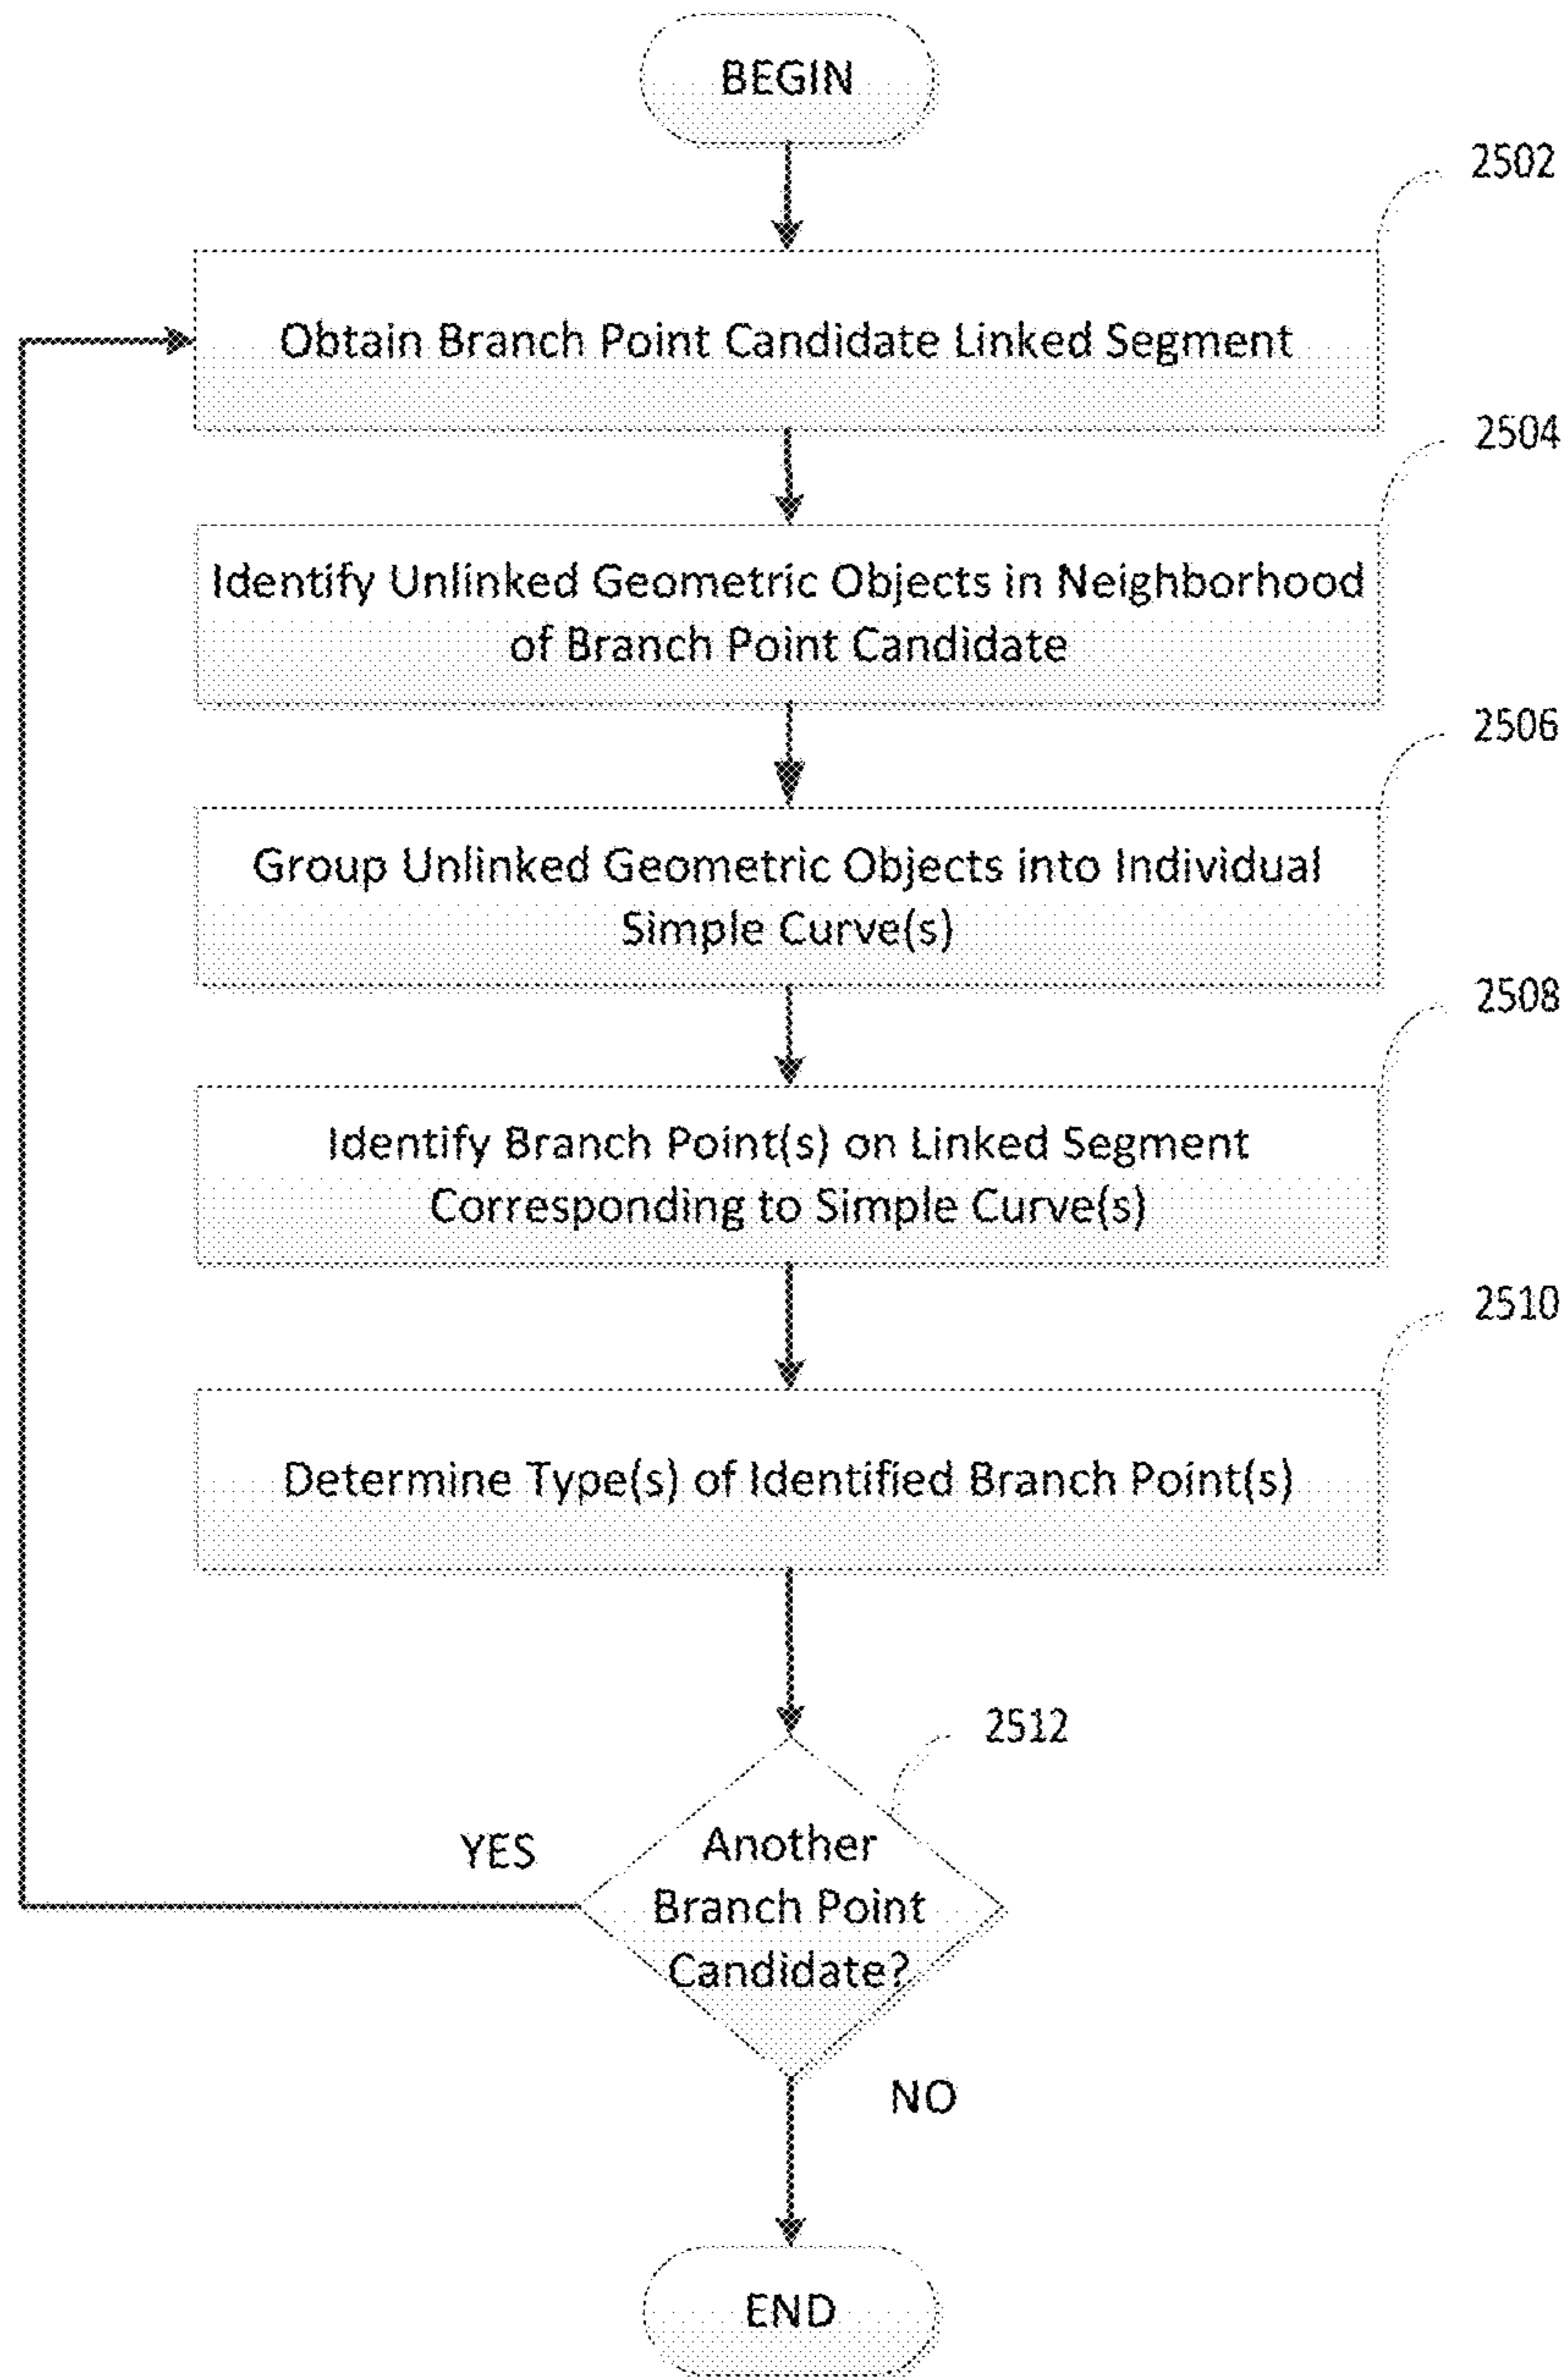 BEGIN
2502
Obtain Branch Point Candidate Linked Segment
2504
Identify Unlinked Geometric Objects in Neighborhood
of Branch Point Candidate
2506
Group Unlinked Geometric Objects into Individual
Simple Curve(s)
2508
Identify Branch Point(s) on Linked Segment
Corresponding to Simple Curve(s)
2510
Determine Type(s) of Identified Branch Point(s)
2512
Another
Branch Point
Candidate?
YES
NO
END